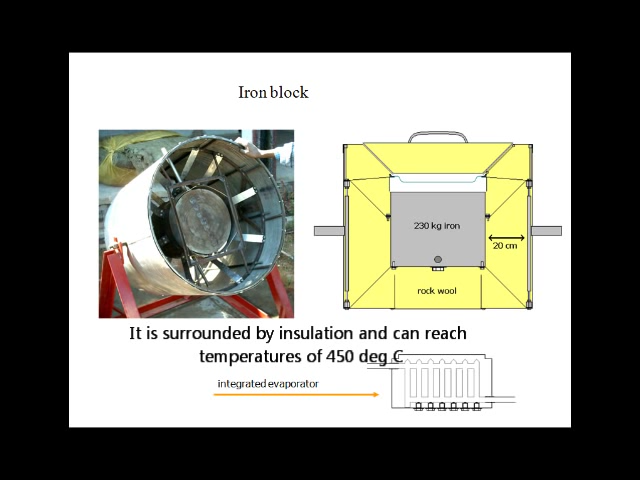 Iron block
230 kg iron
20 cm
rock wool
It is surrounded by insulation and can reach
temperatures of 450 deg C
integrated evaporator